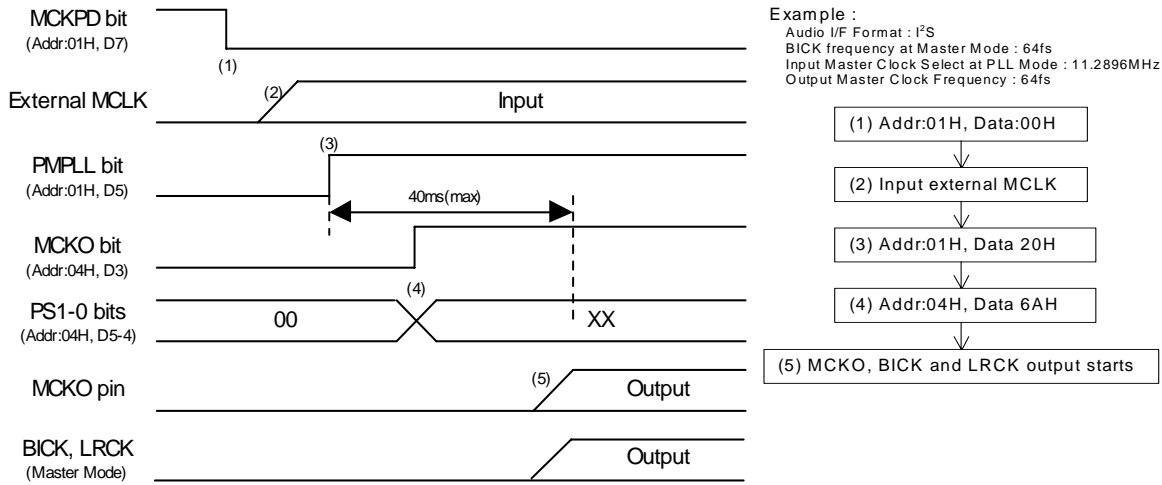 MCKPD bit
(Addr:01H, D7)
(1)
External MCLK
(2)
Input
PMPLL bit
(Addr:01H, D5)
(3)
40ms(max)
MCKO bit
(Addr:04H, D3)
PS1-0 bits
(Addr:04H, D5-4)
00
(4)
XX
MCKO pin
(5)
Output
BICK, LRCK
(Master Mode)
Output
Example :
Audio I/F Format : I²S
BICK frequency at Master Mode : 64fs
Input Master Clock Select at PLL Mode : 11.2896MHz
Output Master Clock Frequency : 64fs
(1) Addr:01H, Data:00H
(2) Input external MCLK
(3) Addr:01H, Data 20H
(4) Addr:04H, Data 6AH
(5) MCKO, BICK and LRCK output starts